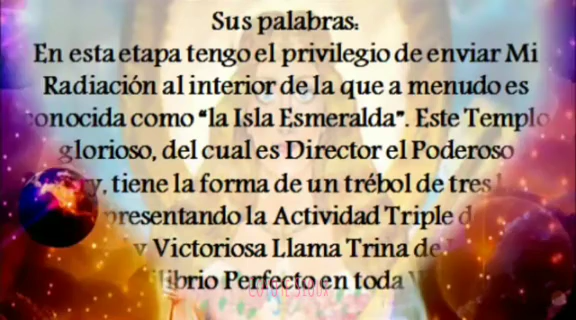 Sus palabras:
En esta etapa tengo el privilegio de enviar Mi
Radiación al interior de la que a menudo es
conocida como “la Isla Esmeralda”. Este Templo
glorioso, del cual es Director el Poderoso
tiene la forma de un trébol de tres
presentando la Actividad Triple
y Victoriosa Llama Trina de
Perfecto en toda